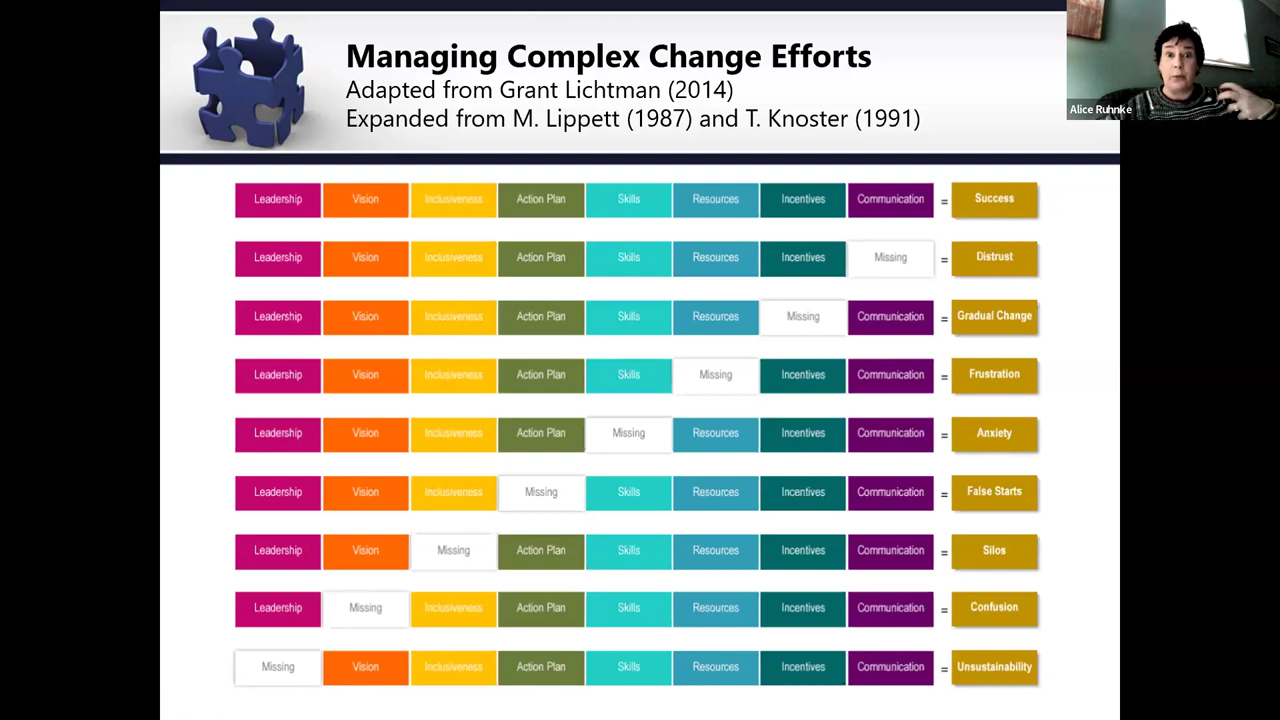 Managing Complex Change Efforts
Adapted from Grant Lichtman (2014)
Expanded from M. Lippett (1987) and T. Knoster (1991)
Alice Ruhnke
Leadership Vision Inclusiveness Action Plan Skills Resources Incentives Communication = Success
Leadership Vision Inclusiveness Action Plan Skills Resources Incentives Missing = Distrust
Leadership Vision Inclusiveness Action Plan Skills Resources Missing Communication = Gradual Change
Leadership Vision Inclusiveness Action Plan Skills Missing Incentives Communication = Frustration
Leadership Vision Inclusiveness Action Plan Missing Resources Incentives Communication = Anxiety
Leadership Vision Inclusiveness Missing Skills Resources Incentives Communication = False Starts
Leadership Vision Missing Action Plan Skills Resources Incentives Communication = Silos
Leadership Missing Inclusiveness Action Plan Skills Resources Incentives Communication = Confusion
Missing Vision Inclusiveness Action Plan Skills Resources Incentives Communication = Unsustainability